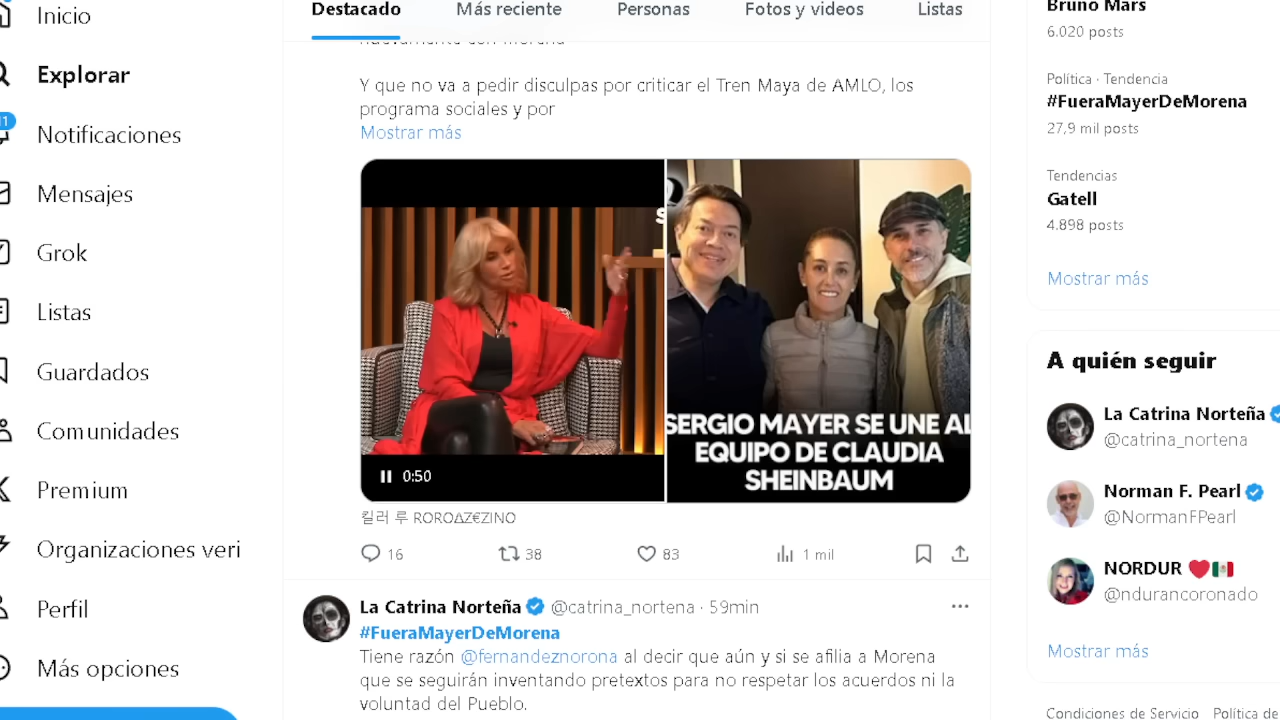 Inicio
Explorar
11
Notificaciones
Mensajes
Grok
Listas
Guardados
Comunidades
Premium
Organizaciones veri
Perfil
Más opciones
Destacado Más reciente Personas Fotos y videos Listas
Y que no va a pedir disculpas por criticar el Tren Maya de AMLO, los
programa sociales y por
Mostrar más
0:50
SERGIO MAYER SE UNE AL
EQUIPO DE CLAUDIA
SHEINBAUM
킬러 루 ROROΔZ€ZINO
16 38 83 1 mil
La Catrina Norteña @catrina_nortena · 59min
#FueraMayerDeMorena
Tiene razón @fernandeznorona al decir que aún y si se afilia a Morena
que se seguirán inventando pretextos para no respetar los acuerdos ni la
voluntad del Pueblo.
Bruno Mars
6.020 posts
Política · Tendencia
#FueraMayerDeMorena
27,9 mil posts
Tendencias
Gatell
4.898 posts
Mostrar más
A quién seguir
La Catrina Norteña
@catrina_nortena
Norman F. Pearl
@NormanFPearl
NORDUR ❤️🇲🇽
@ndurancoronado
Mostrar más
Condiciones de Servicio Política de